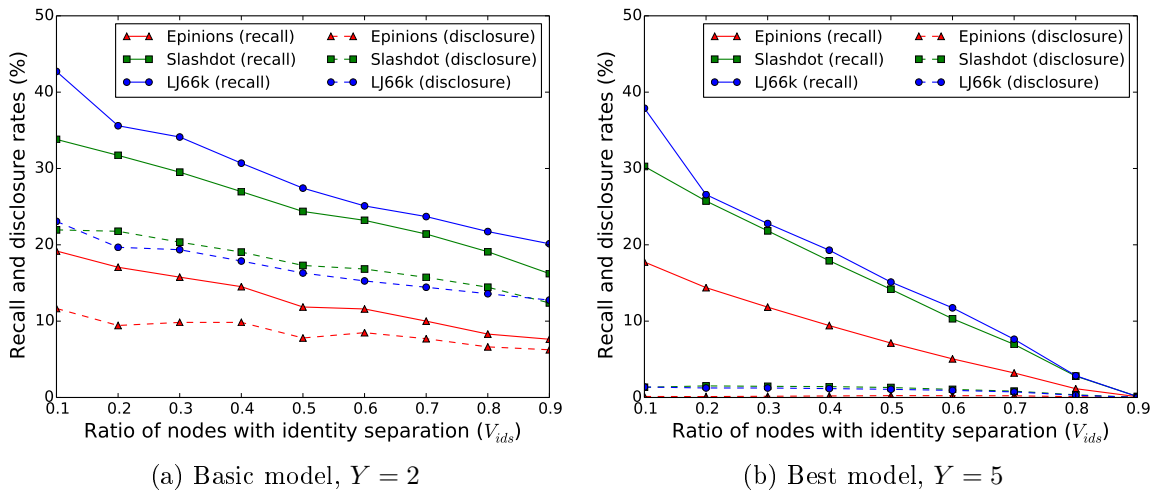 50
40
30
20
10
0
Recall and disclosure rates (%)
Epinions (recall)
Slashdot (recall)
LJ66k (recall)
Epinions (disclosure)
Slashdot (disclosure)
LJ66k (disclosure)
0.1 0.2 0.3 0.4 0.5 0.6 0.7 0.8 0.9
Ratio of nodes with identity separation (V_ids)
(a) Basic model, Y = 2
50
40
30
20
10
0
Recall and disclosure rates (%)
Epinions (recall)
Slashdot (recall)
LJ66k (recall)
Epinions (disclosure)
Slashdot (disclosure)
LJ66k (disclosure)
0.1 0.2 0.3 0.4 0.5 0.6 0.7 0.8 0.9
Ratio of nodes with identity separation (V_ids)
(b) Best model, Y = 5